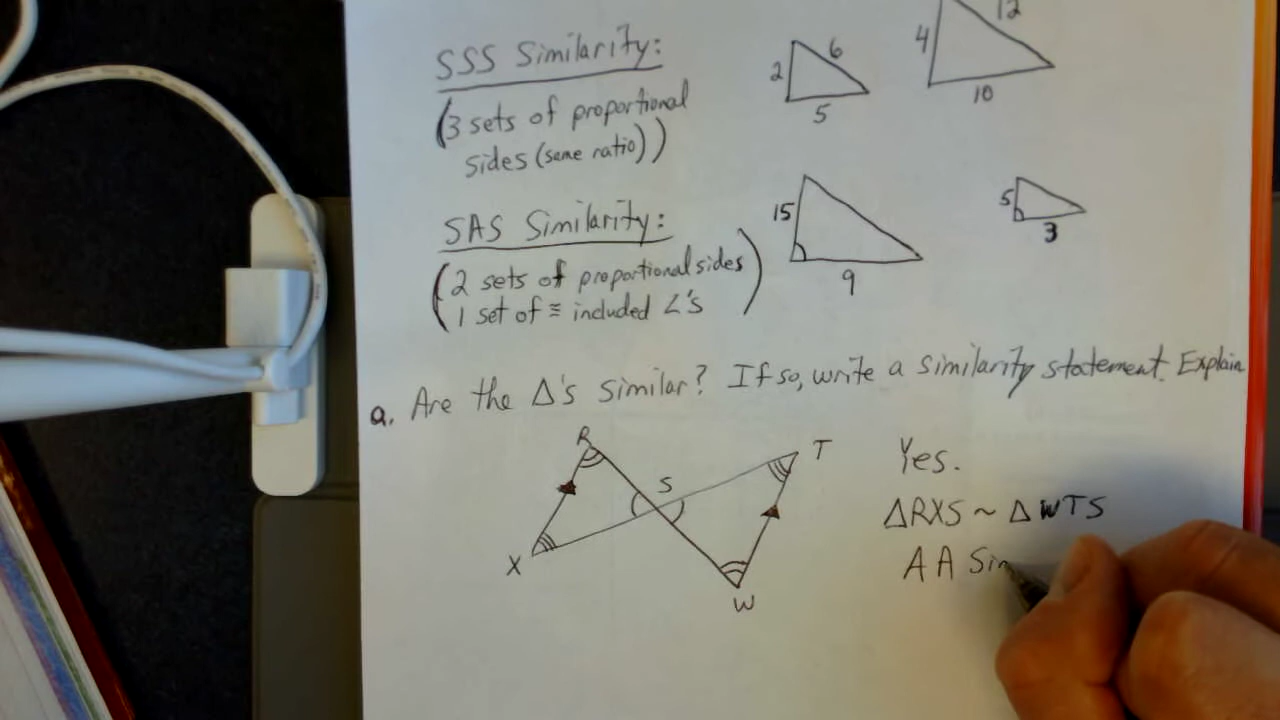 SSS Similarity:
(3 sets of proportional
sides (same ratio))
2
6
5
4
12
10
SAS Similarity:
(2 sets of proportional sides
1 set of ≅ included ∠'s)
15
9
5
3
a. Are the Δ's similar? If so, write a similarity statement. Explain
R
S
T
X
W
Yes.
ΔRXS ~ ΔWTS
AA Sim